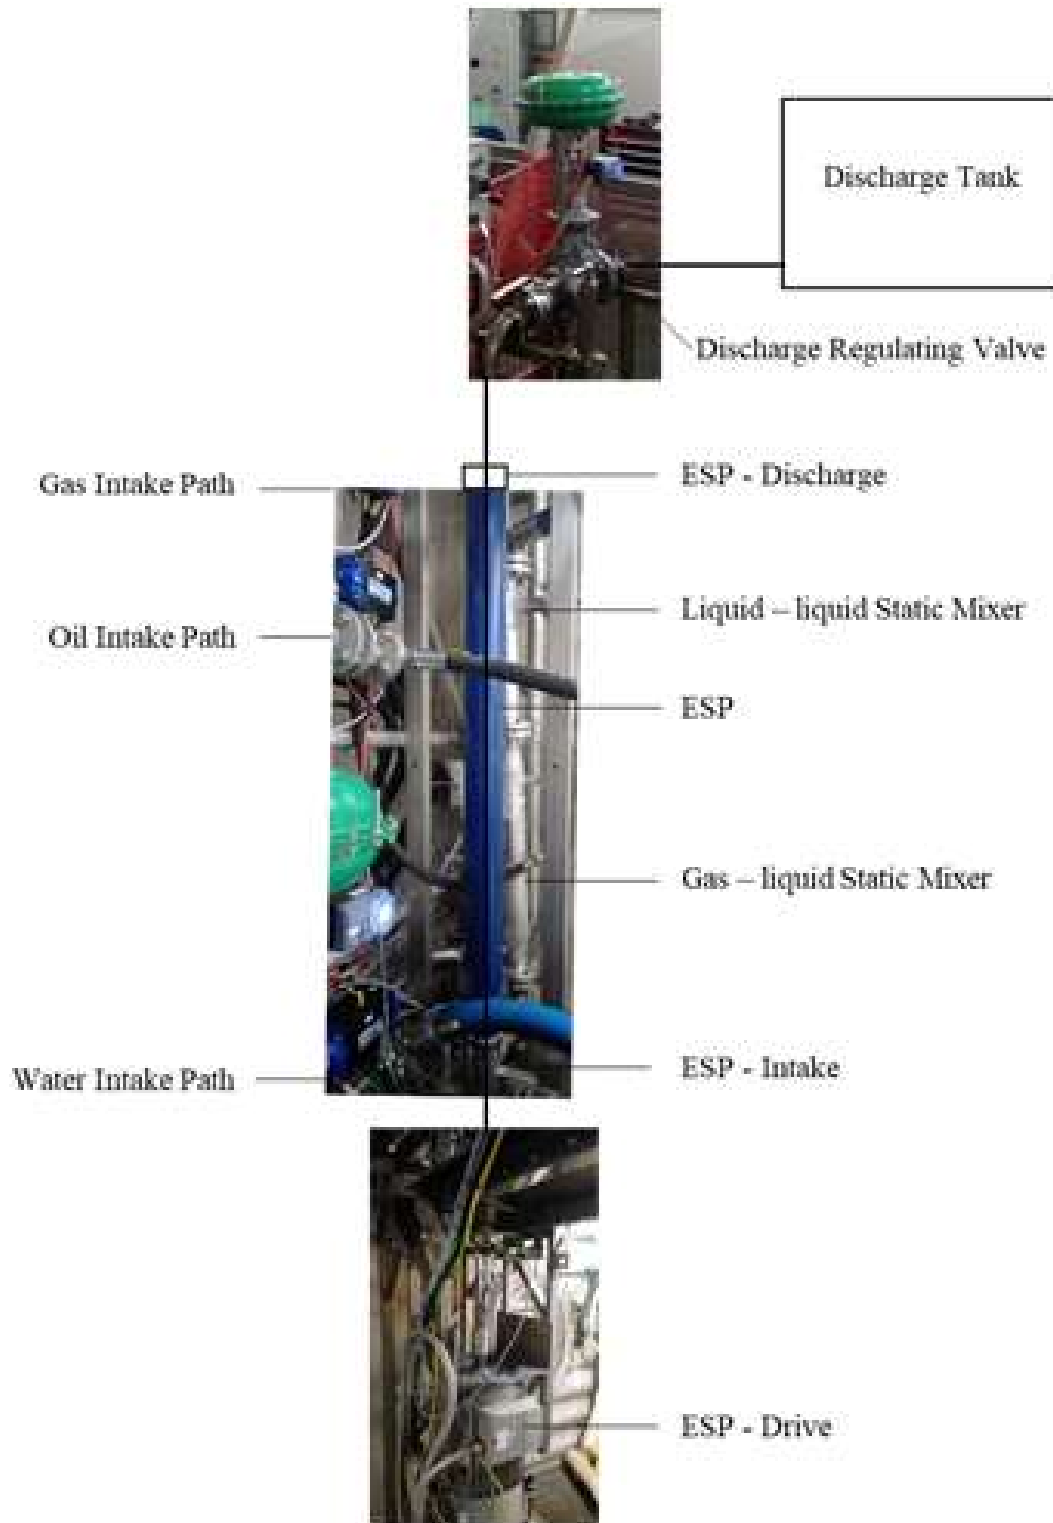 Discharge Tank
Discharge Regulating Valve
Gas Intake Path
ESP - Discharge
Liquid – liquid Static Mixer
Oil Intake Path
ESP
Gas – liquid Static Mixer
Water Intake Path
ESP - Intake
ESP - Drive